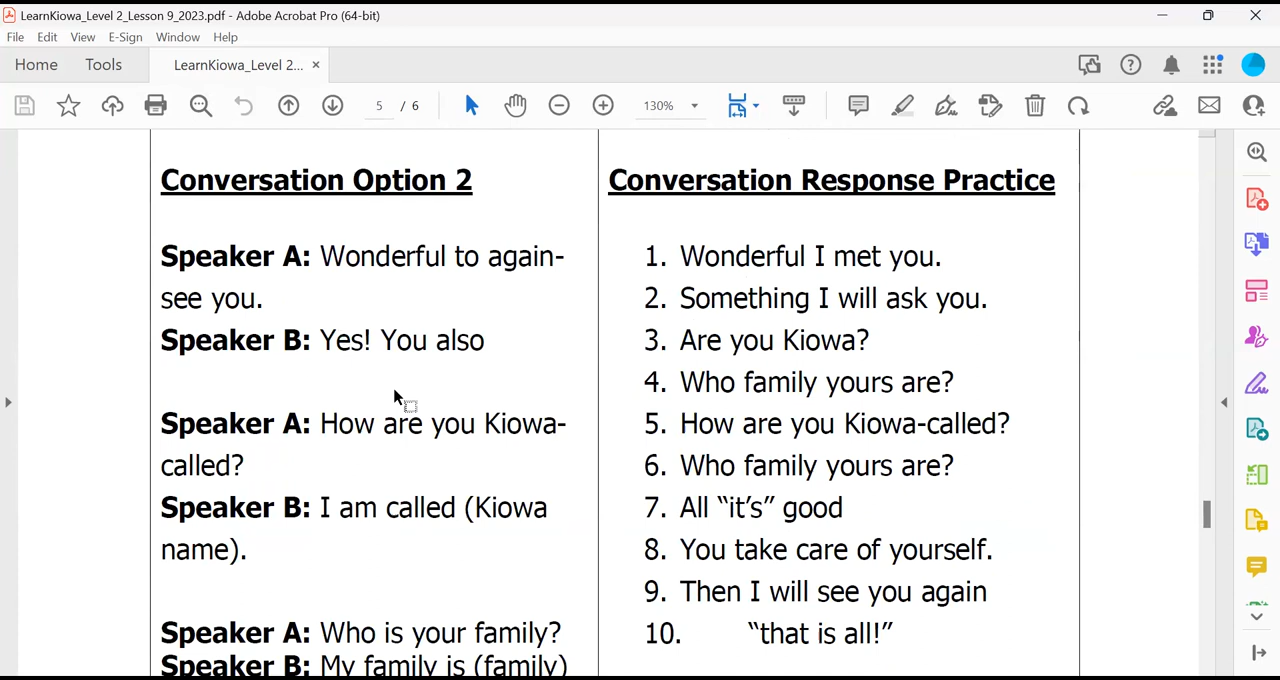 LearnKiowa_Level 2_Lesson 9_2023.pdf - Adobe Acrobat Pro (64-bit)
File Edit View E-Sign Window Help
Home Tools LearnKiowa_Level 2... ×
5 / 6 130%
Conversation Option 2
Speaker A: Wonderful to again-
see you.
Speaker B: Yes! You also
Speaker A: How are you Kiowa-
called?
Speaker B: I am called (Kiowa
name).
Speaker A: Who is your family?
Speaker B: My family is (family)
Conversation Response Practice
1. Wonderful I met you.
2. Something I will ask you.
3. Are you Kiowa?
4. Who family yours are?
5. How are you Kiowa-called?
6. Who family yours are?
7. All “it’s” good
8. You take care of yourself.
9. Then I will see you again
10. “that is all!”